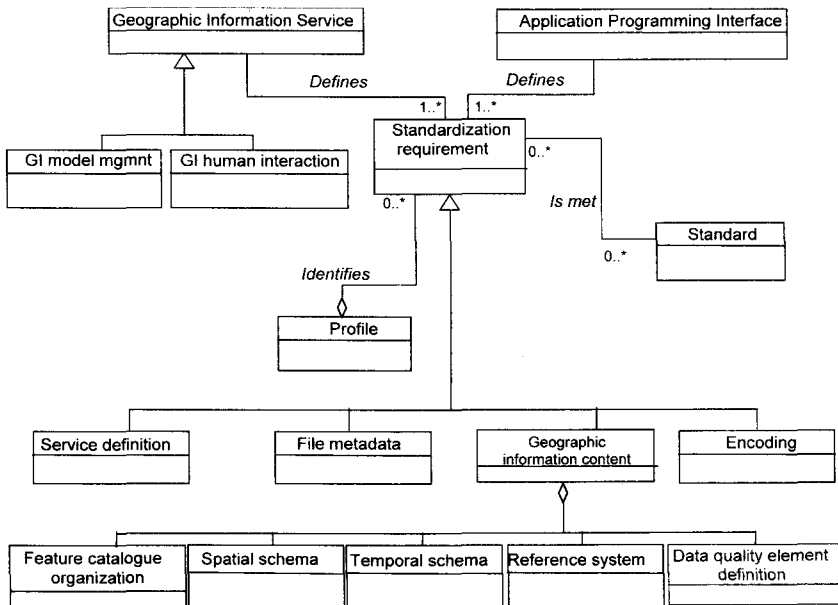 Geographic Information Service
Application Programming Interface
Defines
Defines
1..*
1..*
Standardization
requirement
GI model mgmnt
GI human interaction
0..*
0..*
Is met
Standard
0..*
Identifies
Profile
Service definition
File metadata
Geographic
information content
Encoding
Feature catalogue
organization
Spatial schema
Temporal schema
Reference system
Data quality element
definition